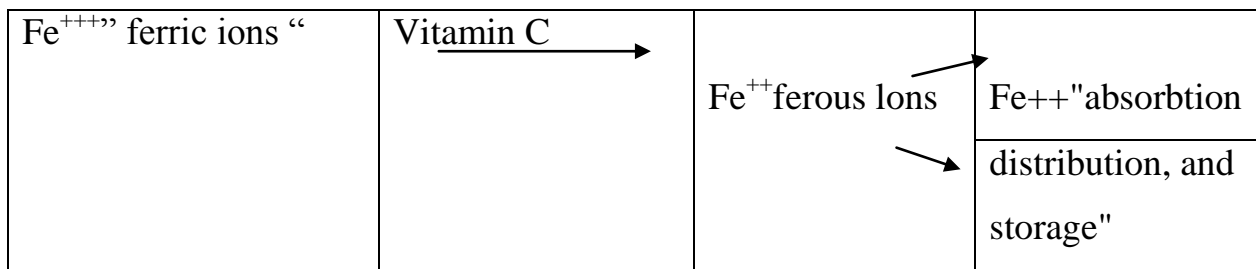 Fe+++” ferric ions “
Vitamin C
Fe++ferous lons
Fe++"absorbtion
distribution, and
storage"